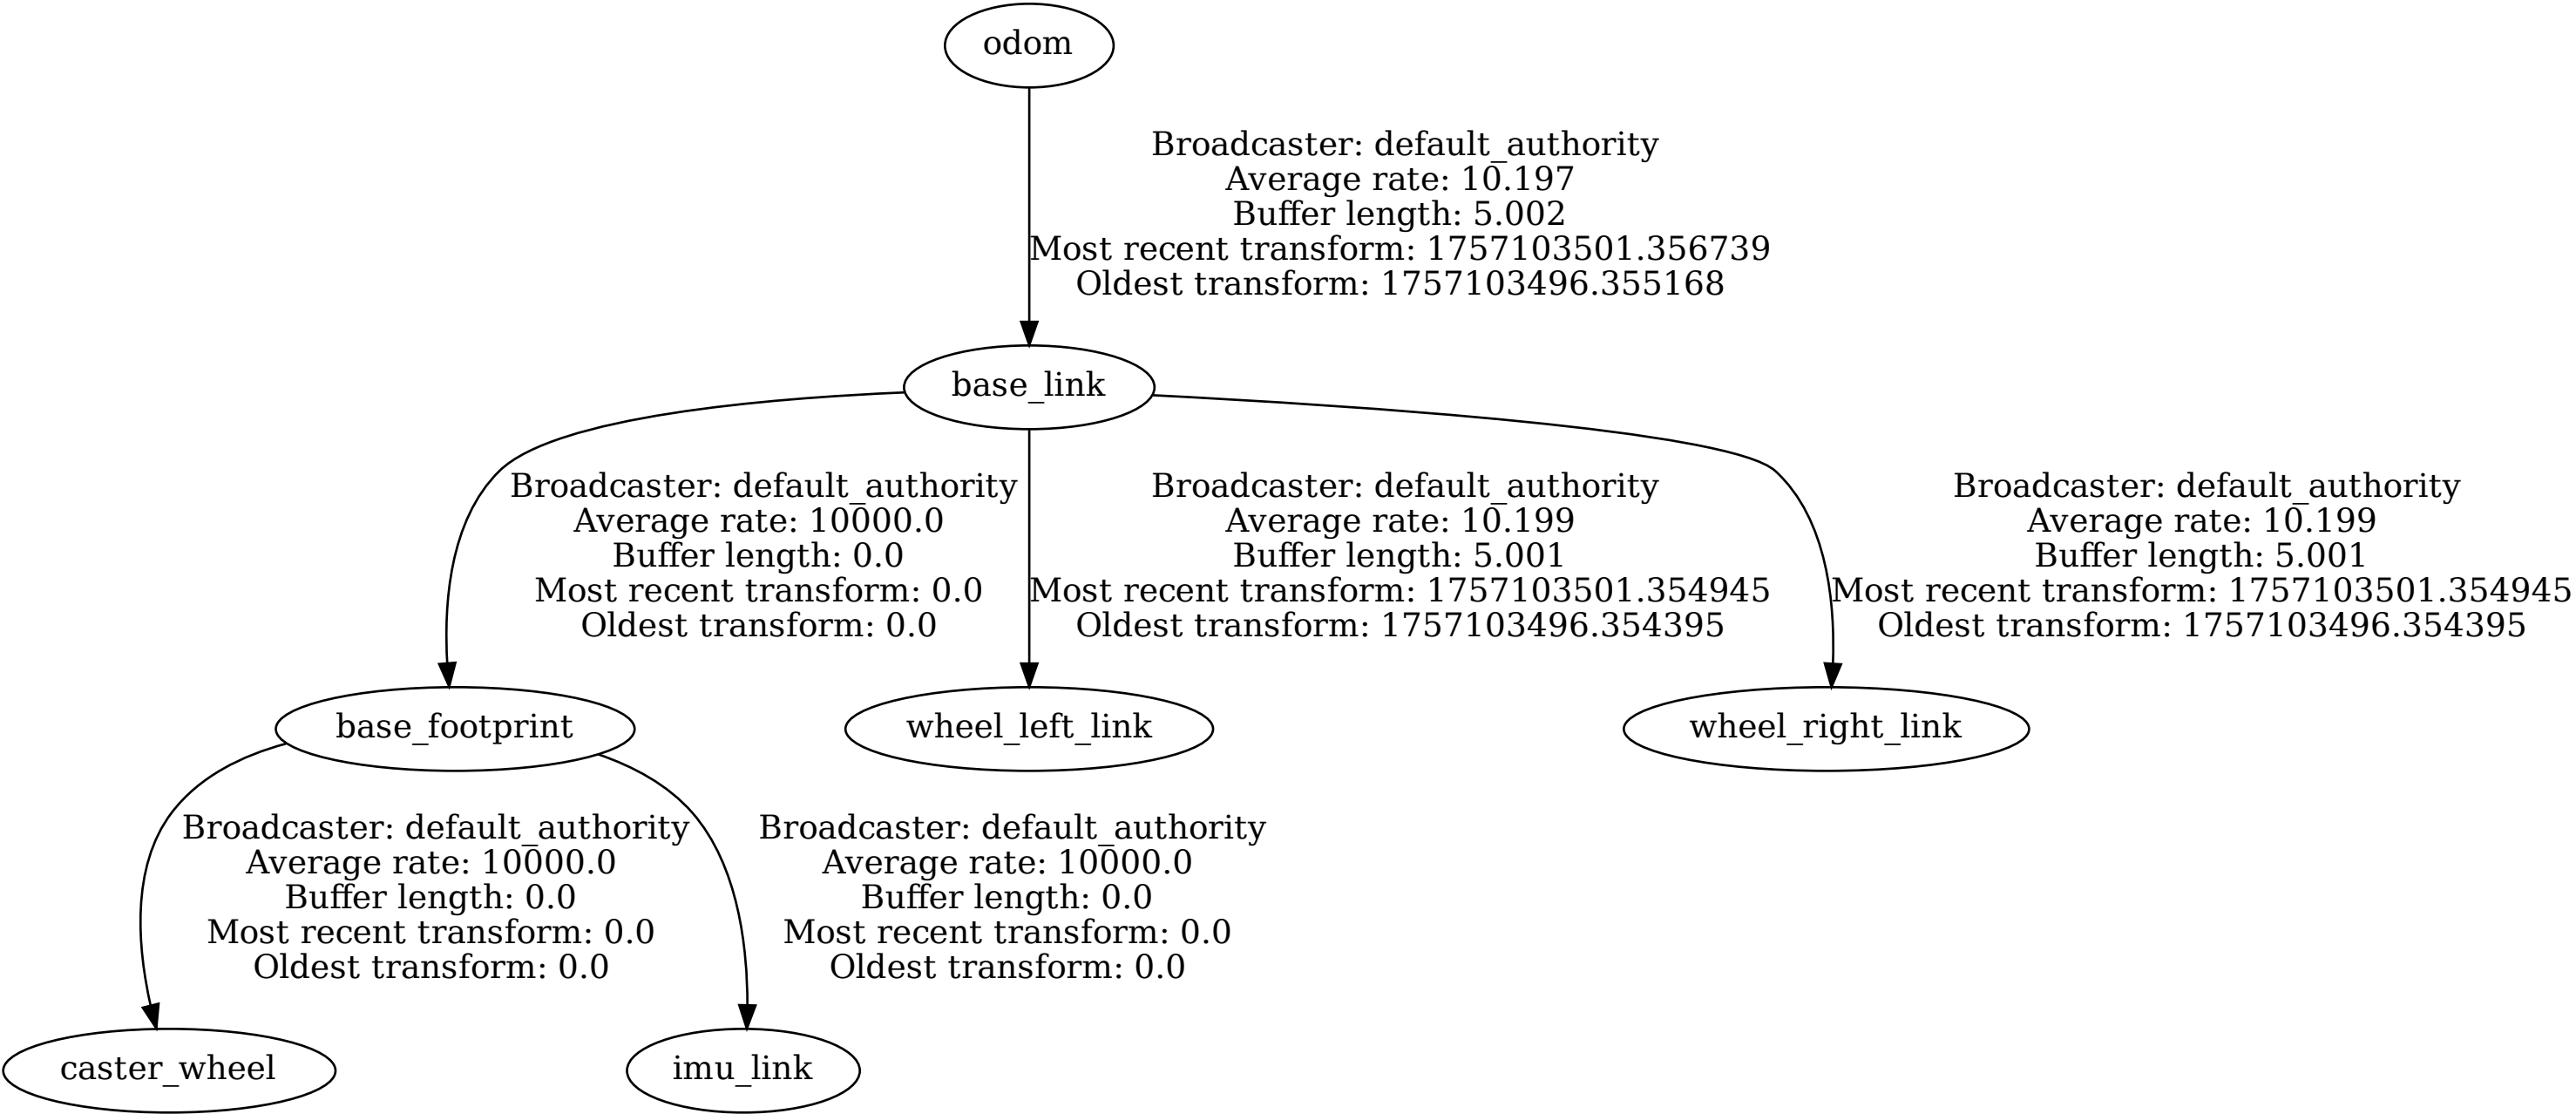 odom
Broadcaster: default_authority
Average rate: 10.197
Buffer length: 5.002
Most recent transform: 1757103501.356739
Oldest transform: 1757103496.355168
base_link
Broadcaster: default_authority
Average rate: 10000.0
Buffer length: 0.0
Most recent transform: 0.0
Oldest transform: 0.0
Broadcaster: default_authority
Average rate: 10.199
Buffer length: 5.001
Most recent transform: 1757103501.354945
Oldest transform: 1757103496.354395
Broadcaster: default_authority
Average rate: 10.199
Buffer length: 5.001
Most recent transform: 1757103501.354945
Oldest transform: 1757103496.354395
base_footprint
wheel_left_link
wheel_right_link
Broadcaster: default_authority
Average rate: 10000.0
Buffer length: 0.0
Most recent transform: 0.0
Oldest transform: 0.0
Broadcaster: default_authority
Average rate: 10000.0
Buffer length: 0.0
Most recent transform: 0.0
Oldest transform: 0.0
caster_wheel
imu_link